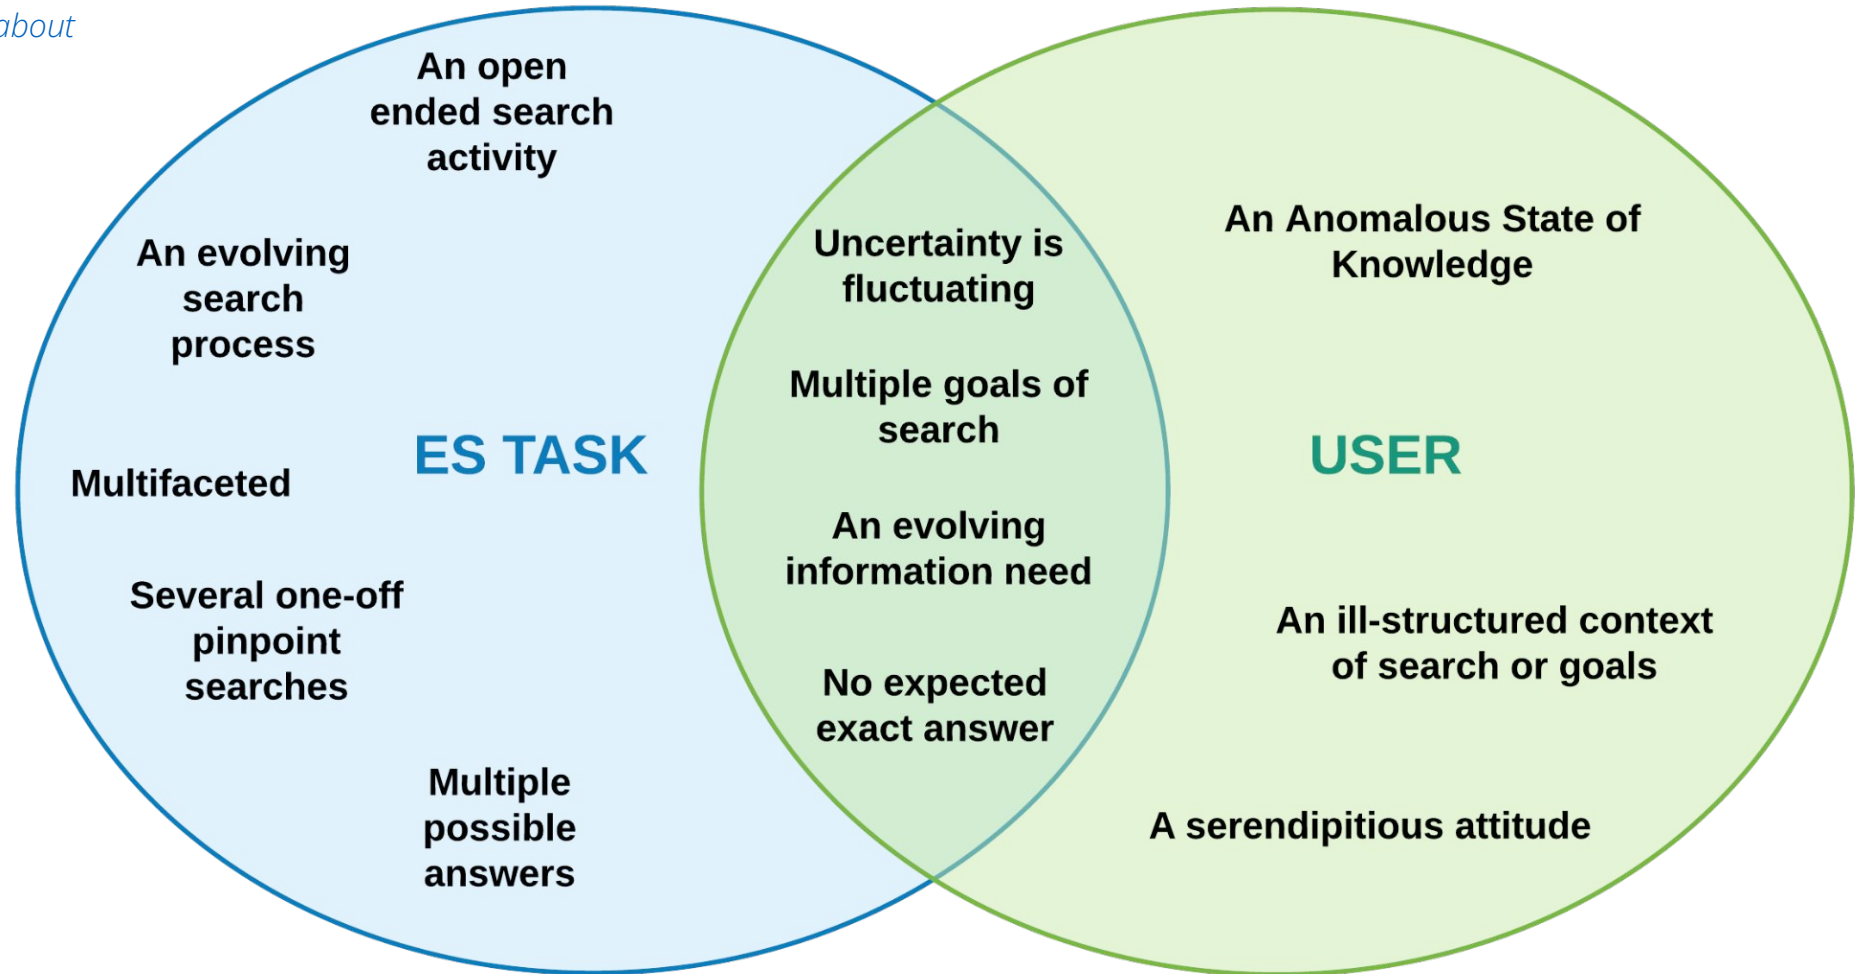 about
An open
ended search
activity
An evolving
search
process
Multifaceted
ES TASK
Several one-off
pinpoint
searches
Multiple
possible
answers
Uncertainty is
fluctuating
Multiple goals of
search
An evolving
information need
No expected
exact answer
An Anomalous State of
Knowledge
USER
An ill-structured context
of search or goals
A serendipitious attitude